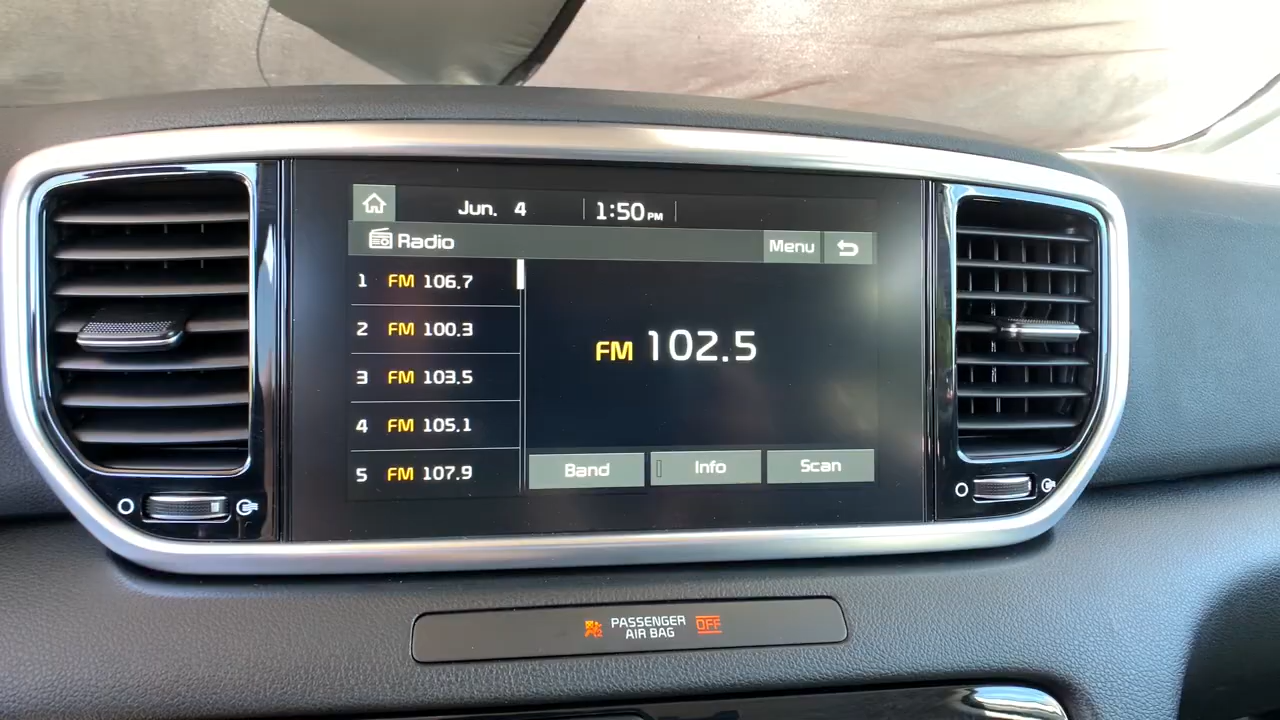 Jun. 4
1:50 PM
Radio
Menu
1 FM 106.7
2 FM 100.3
3 FM 103.5
4 FM 105.1
5 FM 107.9
FM 102.5
Band
Info
Scan
PASSENGER
AIR BAG
OFF